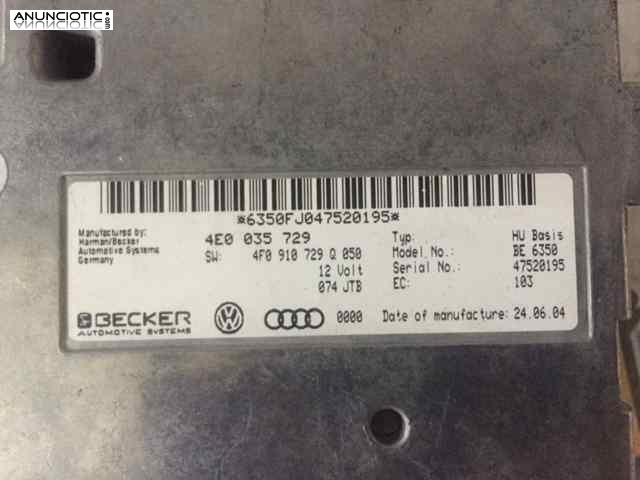 ANUNCIOTIC.com
*6350FJ047520195*
Manufactured by:
Harman/Becker
Automotive Systems
Germany
4E0 035 729
SW: 4F0 910 729 Q 050
12 Volt
074 JTB
Typ: HU Basis
Model No.: BE 6350
Serial No.: 47520195
EC: 103
BECKER
AUTOMOTIVE SYSTEMS
0000
Date of manufacture: 24.06.04